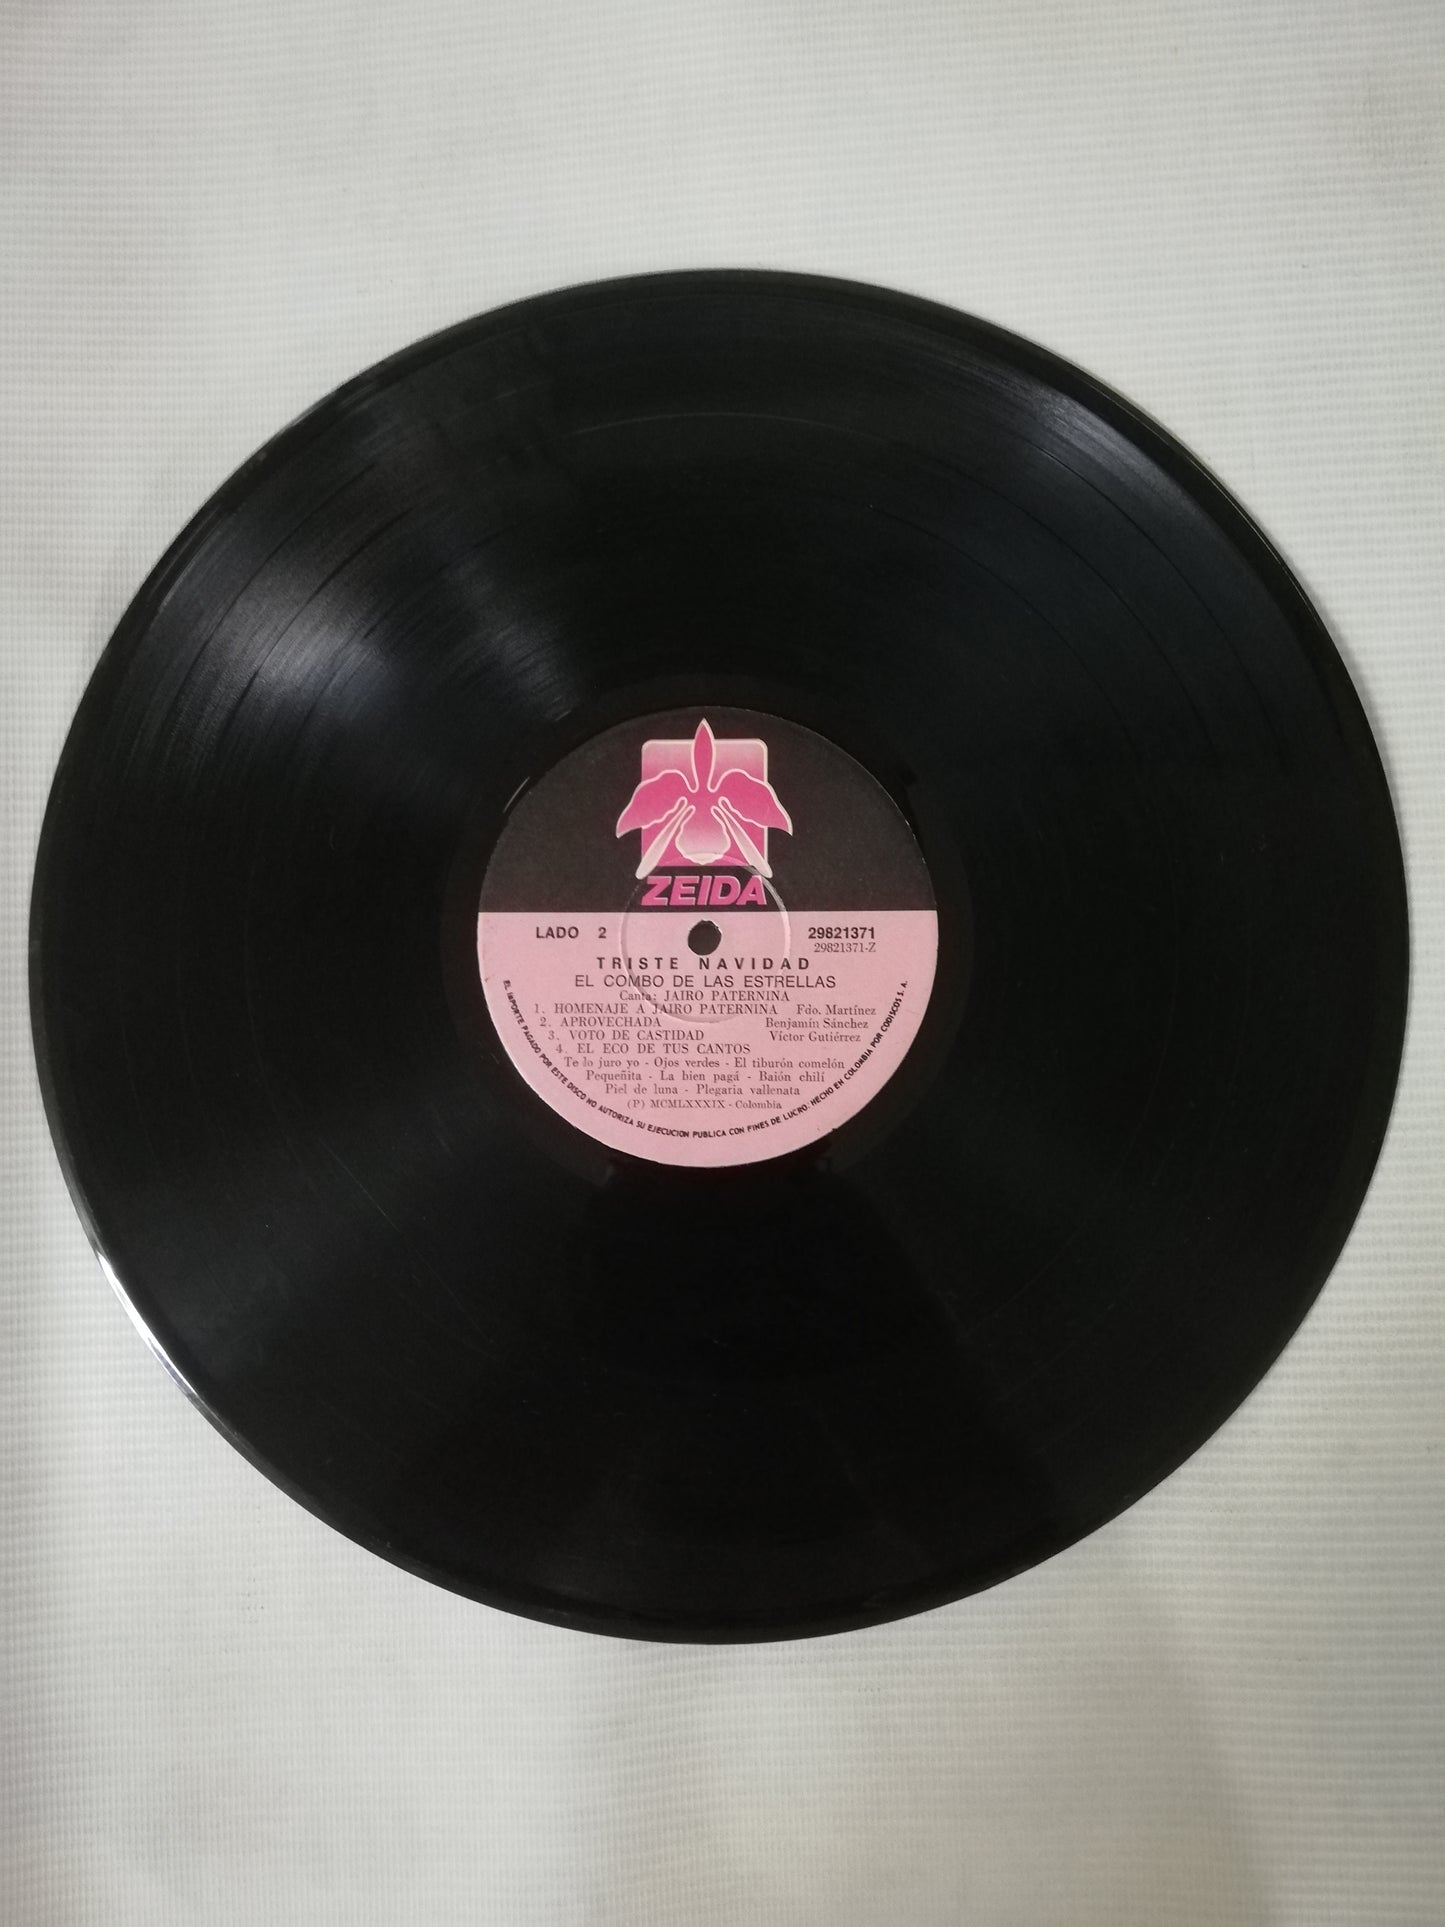 ZEIDA
LADO 2 29821371
29821371-Z
TRISTE NAVIDAD
EL COMBO DE LAS ESTRELLAS
Canta: JAIRO PATERNINA
1. HOMENAJE A JAIRO PATERNINA Fdo. Martínez
2. APROVECHADA Benjamín Sánchez
3. VOTO DE CASTIDAD Víctor Gutiérrez
4. EL ECO DE TUS CANTOS
Te lo juro yo - Ojos verdes - El tiburón comelón
Pequeñita - La bien pagá - Baión chilí
Piel de luna - Plegaria vallenata
(P) MCMLXXXIX - Colombia
EL IMPORTE PAGADO POR ESTE DISCO NO AUTORIZA SU EJECUCION PUBLICA CON FINES DE LUCRO: HECHO EN COLOMBIA POR CODISCOS S. A.